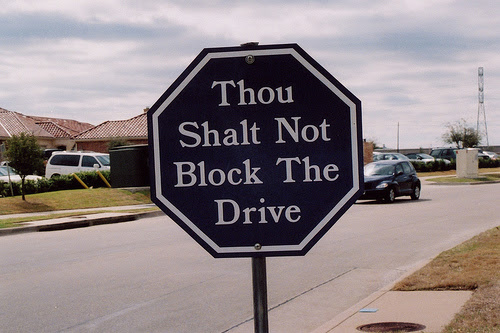 Thou
Shalt Not
Block The
Drive